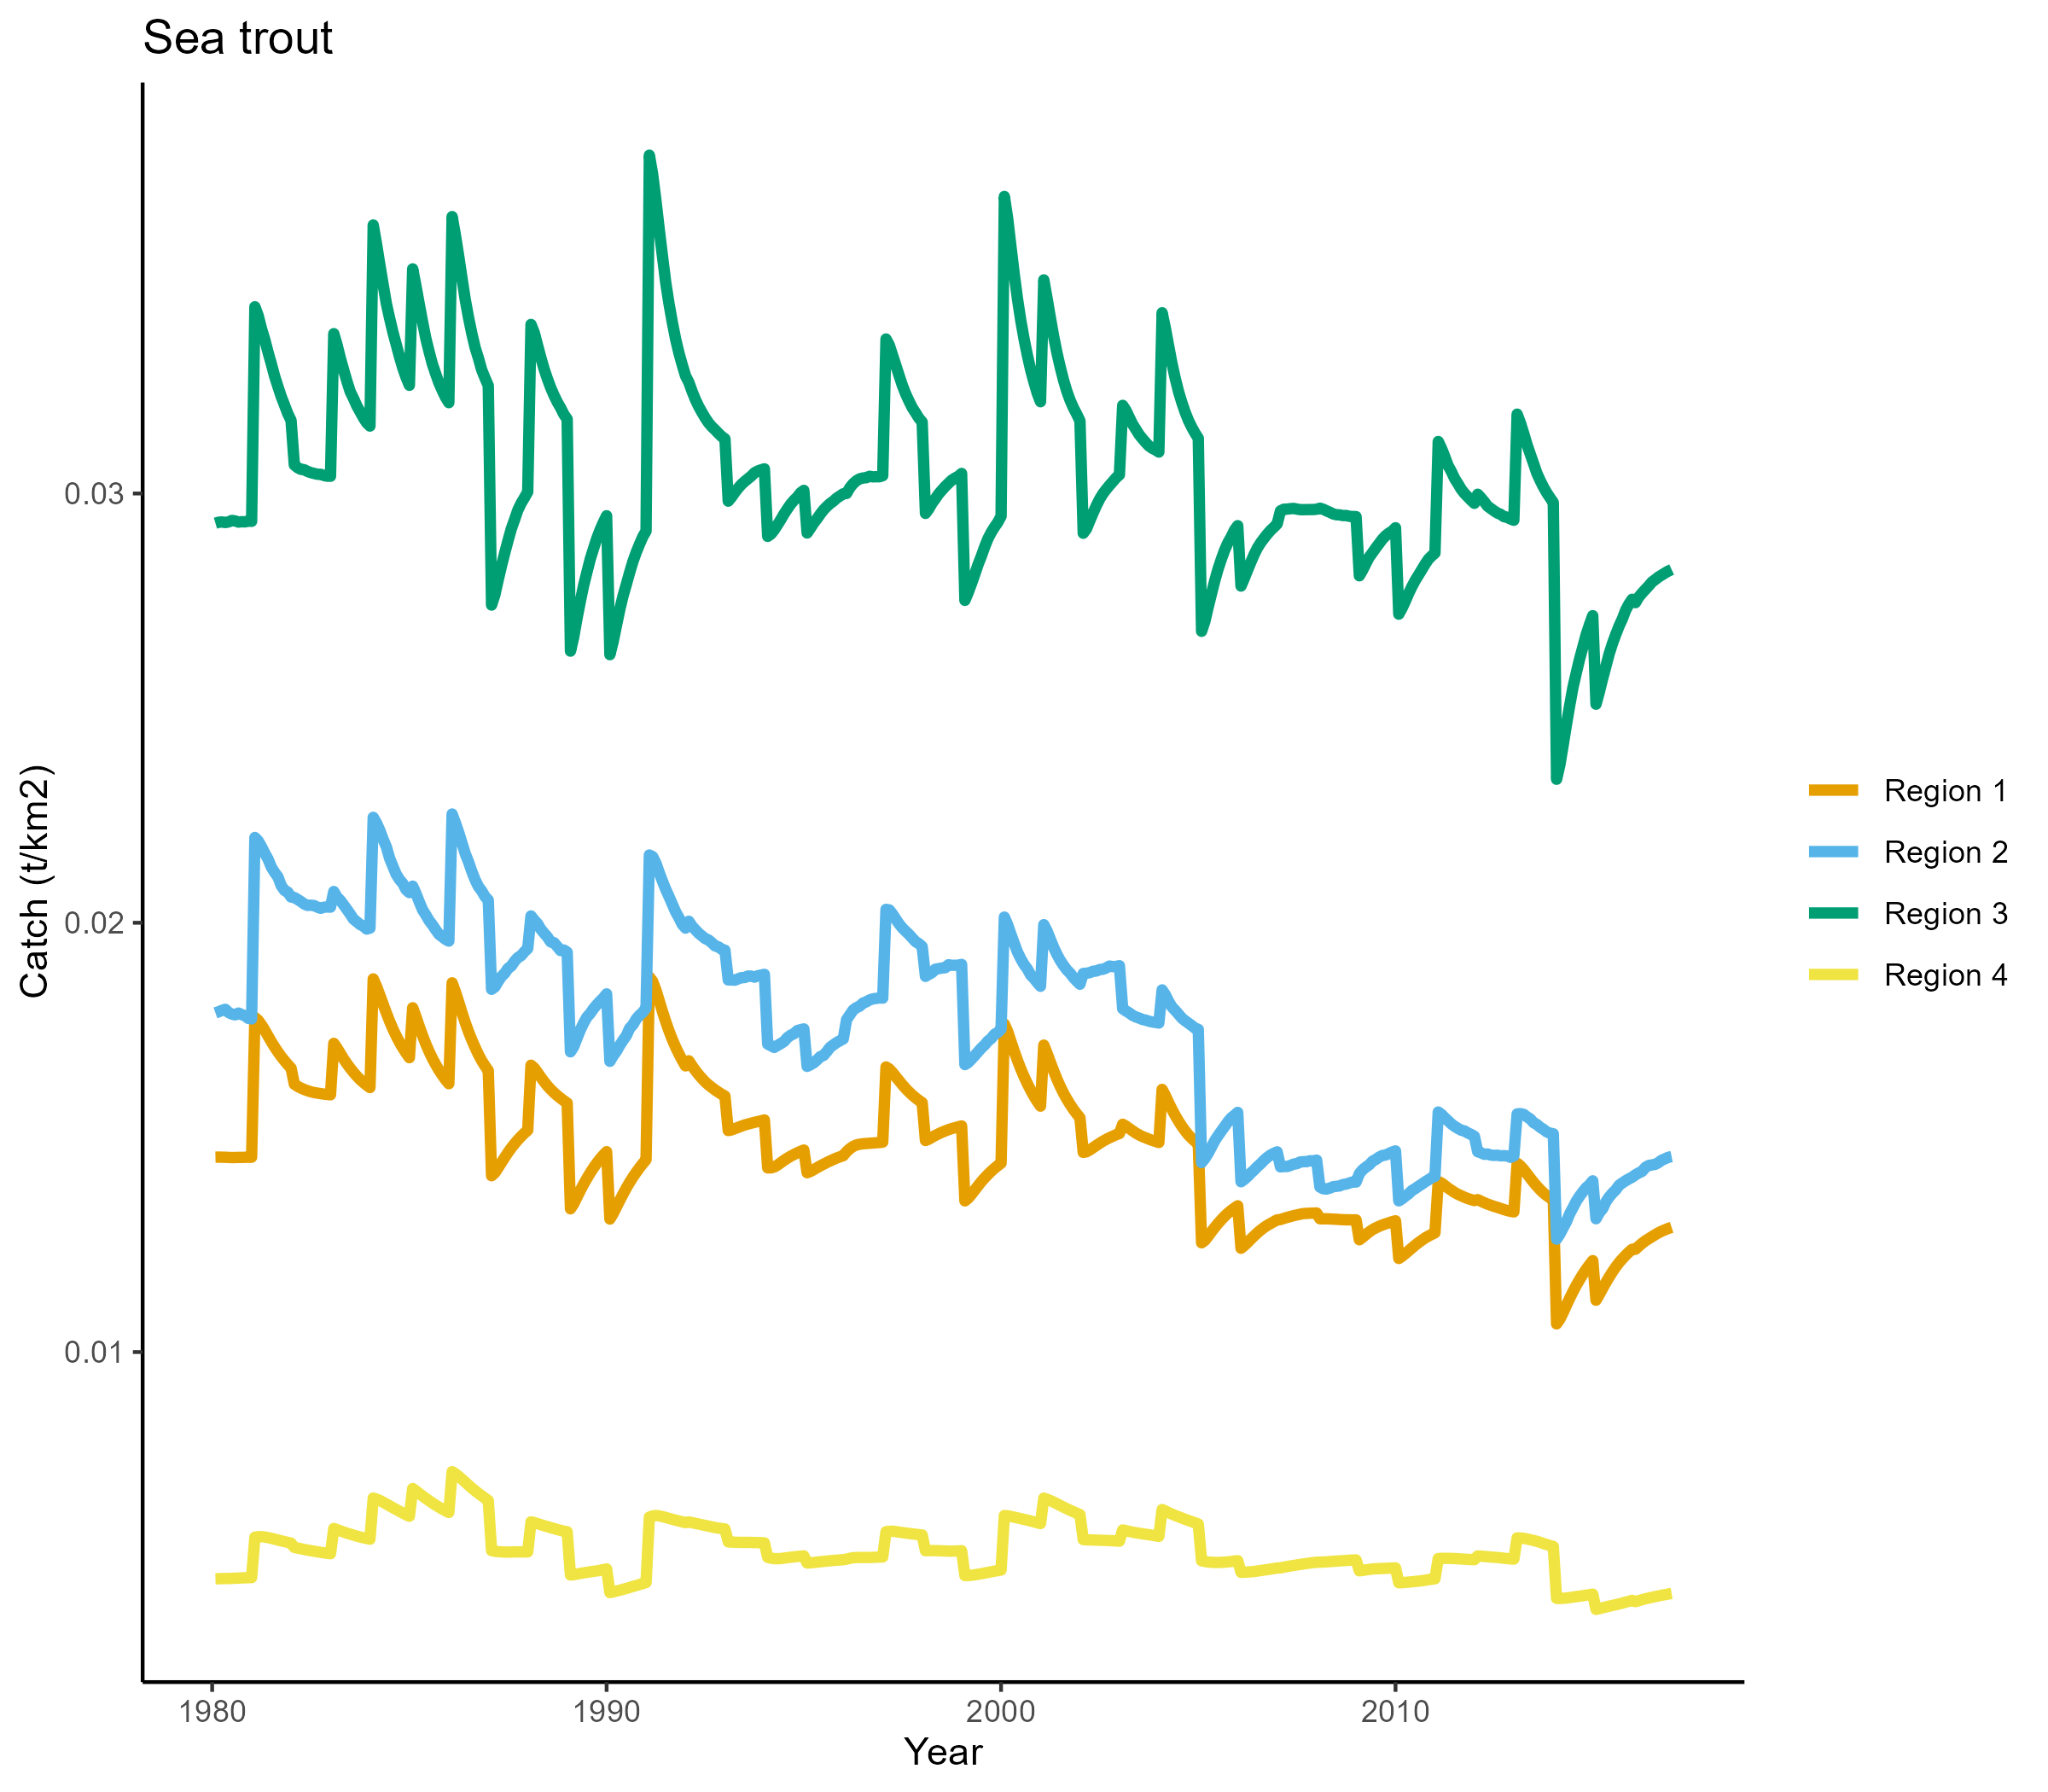 Sea trout
Catch (t/km2)
0.03
0.02
0.01
1980
1990
2000
2010
Year
Region 1
Region 2
Region 3
Region 4